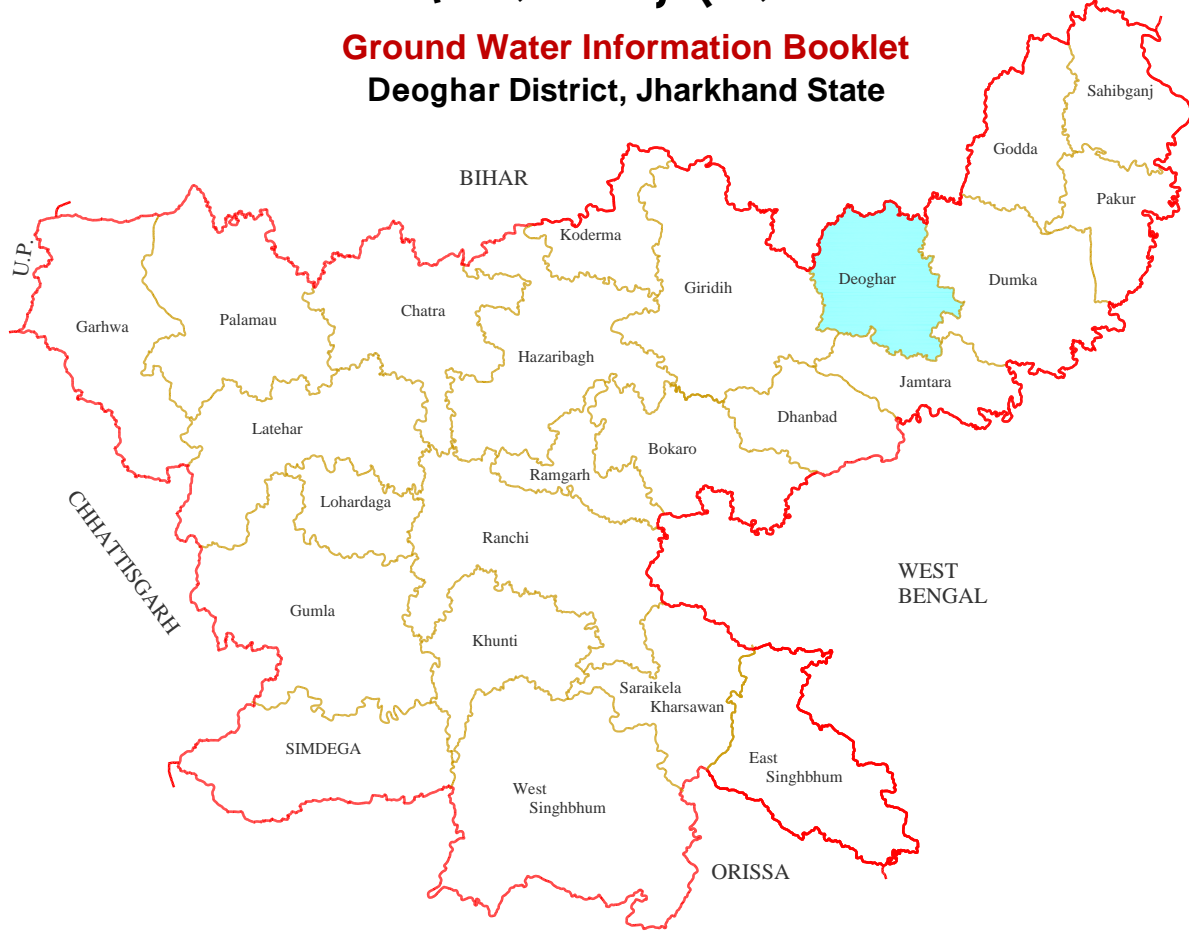 Ground Water Information Booklet
Deoghar District, Jharkhand State
Sahibganj
Godda
BIHAR
Pakur
Koderma
U.P.
Deoghar
Dumka
Giridih
Chatra
Palamau
Garhwa
Hazaribagh
Jamtara
Dhanbad
Latehar
Bokaro
Ramgarh
Lohardaga
CHHATTISGARH
Ranchi
WEST
BENGAL
Gumla
Khunti
Saraikela
Kharsawan
SIMDEGA
East
Singhbhum
West
Singhbhum
ORISSA